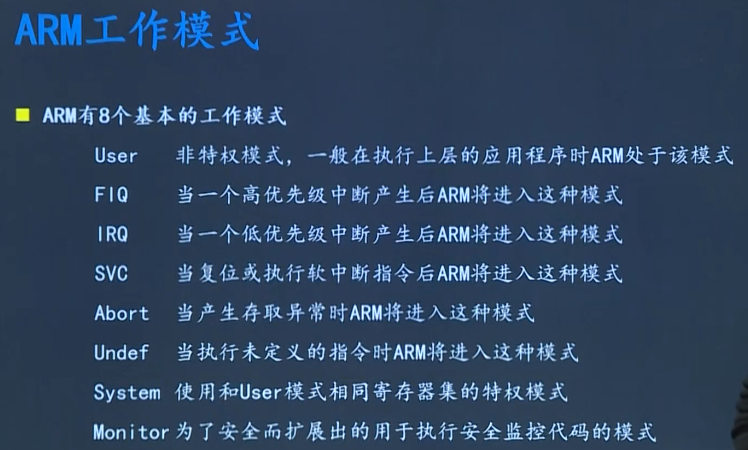 ARM工作模式
ARM有8个基本的工作模式
User 非特权模式，一般在执行上层的应用程序时ARM处于该模式
FIQ 当一个高优先级中断产生后ARM将进入这种模式
IRQ 当一个低优先级中断产生后ARM将进入这种模式
SVC 当复位或执行软中断指令后ARM将进入这种模式
Abort 当产生存取异常时ARM将进入这种模式
Undef 当执行未定义的指令时ARM将进入这种模式
System 使用和User模式相同寄存器集的特权模式
Monitor 为了安全而扩展出的用于执行安全监控代码的模式